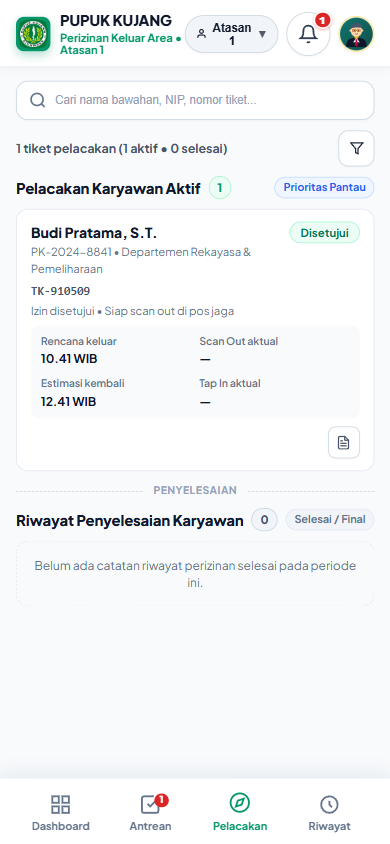 PUPUK KUJANG
Perizinan Keluar Area •
Atasan 1
Atasan
1
▼
1
Cari nama bawahan, NIP, nomor tiket...
1 tiket pelacakan (1 aktif • 0 selesai)
Pelacakan Karyawan Aktif 1 Prioritas Pantau
Budi Pratama, S.T. Disetujui
PK-2024-8841 • Departemen Rekayasa &
Pemeliharaan
TK-910509
Izin disetujui • Siap scan out di pos jaga
Rencana keluar Scan Out aktual
10.41 WIB —
Estimasi kembali Tap In aktual
12.41 WIB —
PENYELESAIAN
Riwayat Penyelesaian Karyawan 0 Selesai / Final
Belum ada catatan riwayat perizinan selesai pada periode
ini.
1
Dashboard Antrean Pelacakan Riwayat